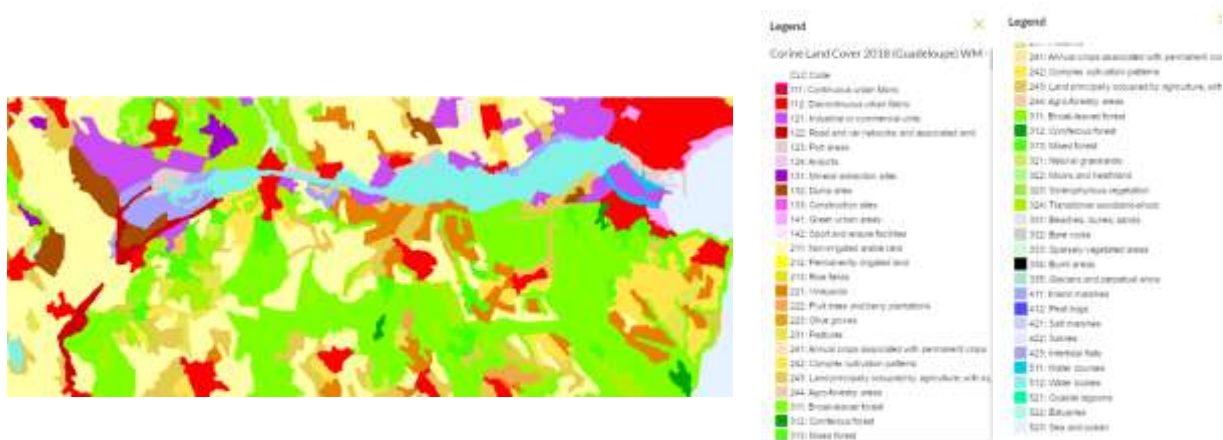 Legend
Corine Land Cover 2018 (Guadeloupe) WM
CLC Code
111: Continuous urban fabric
112: Discontinuous urban fabric
121: Industrial or commercial units
122: Road and rail networks and associated land
123: Port areas
124: Airports
131: Mineral extraction sites
132: Dump sites
133: Construction sites
141: Green urban areas
142: Sport and leisure facilities
211: Non-irrigated arable land
212: Permanently irrigated land
213: Rice fields
221: Vineyards
222: Fruit trees and berry plantations
223: Olive groves
231: Pastures
241: Annual crops associated with permanent crops
242: Complex cultivation patterns
243: Land principally occupied by agriculture, with
244: Agro-forestry areas
311: Broad-leaved forest
312: Coniferous forest
313: Mixed forest
Legend
241: Annual crops associated with permanent
242: Complex cultivation patterns
243: Land principally occupied by agriculture, with
244: Agro-forestry areas
311: Broad-leaved forest
312: Coniferous forest
313: Mixed forest
321: Natural grasslands
322: Moors and heathland
323: Sclerophyllous vegetation
324: Transitional woodland-shrub
331: Beaches, dunes, sands
332: Bare rocks
333: Sparsely vegetated areas
334: Burnt areas
335: Glaciers and perpetual snow
411: Inland marshes
412: Peat bogs
421: Salt marshes
422: Salines
423: Intertidal flats
511: Water courses
512: Water bodies
521: Coastal lagoons
522: Estuaries
523: Sea and ocean